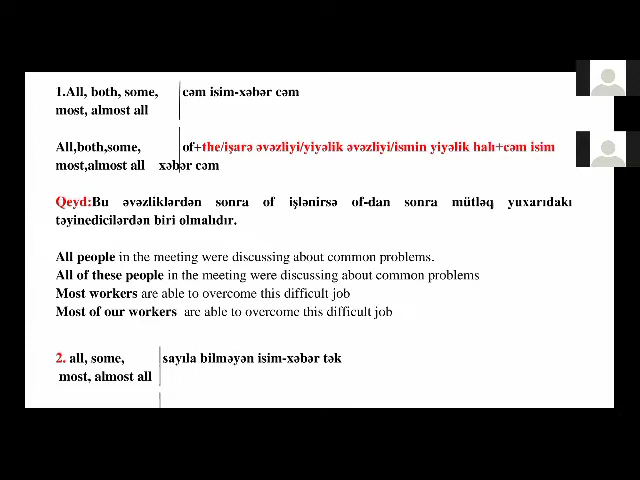 1.All, both, some, cəm isim-xəbər cəm
most, almost all
All,both,some, of+the/işarə əvəzliyi/yiyəlik əvəzliyi/ismin yiyəlik halı+cəm isim
most,almost all xəbər cəm
Qeyd:Bu əvəzliklərdən sonra of işlənirsə of-dan sonra mütləq yuxarıdakı
təyinedicilərdən biri olmalıdır.
All people in the meeting were discussing about common problems.
All of these people in the meeting were discussing about common problems
Most workers are able to overcome this difficult job
Most of our workers are able to overcome this difficult job
2. all, some, sayıla bilməyən isim-xəbər tək
most, almost all